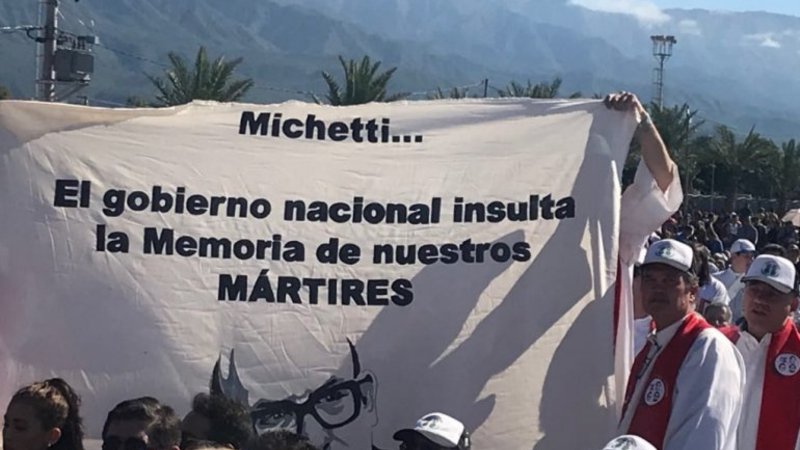 Michetti...
El gobierno nacional insulta
la Memoria de nuestros
MÁRTIRES